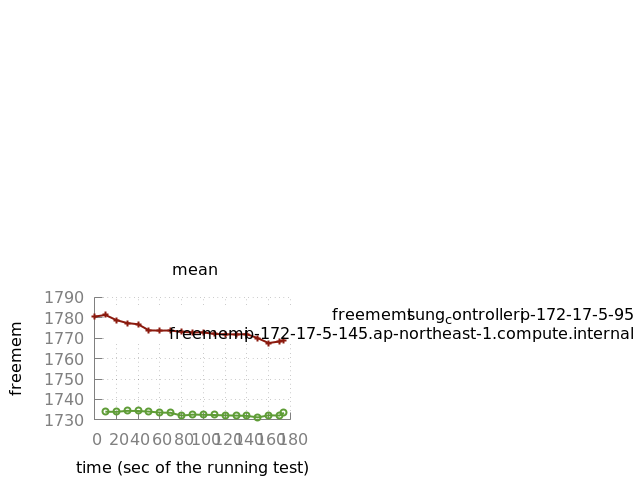 mean
1790
1780
1770
1760
1750
1740
1730
freemem
freemem tsung_controller ip-172-17-5-95
freemem ip-172-17-5-145.ap-northeast-1.compute.internal
0 20 40 60 80 100 120 140 160 180
time (sec of the running test)